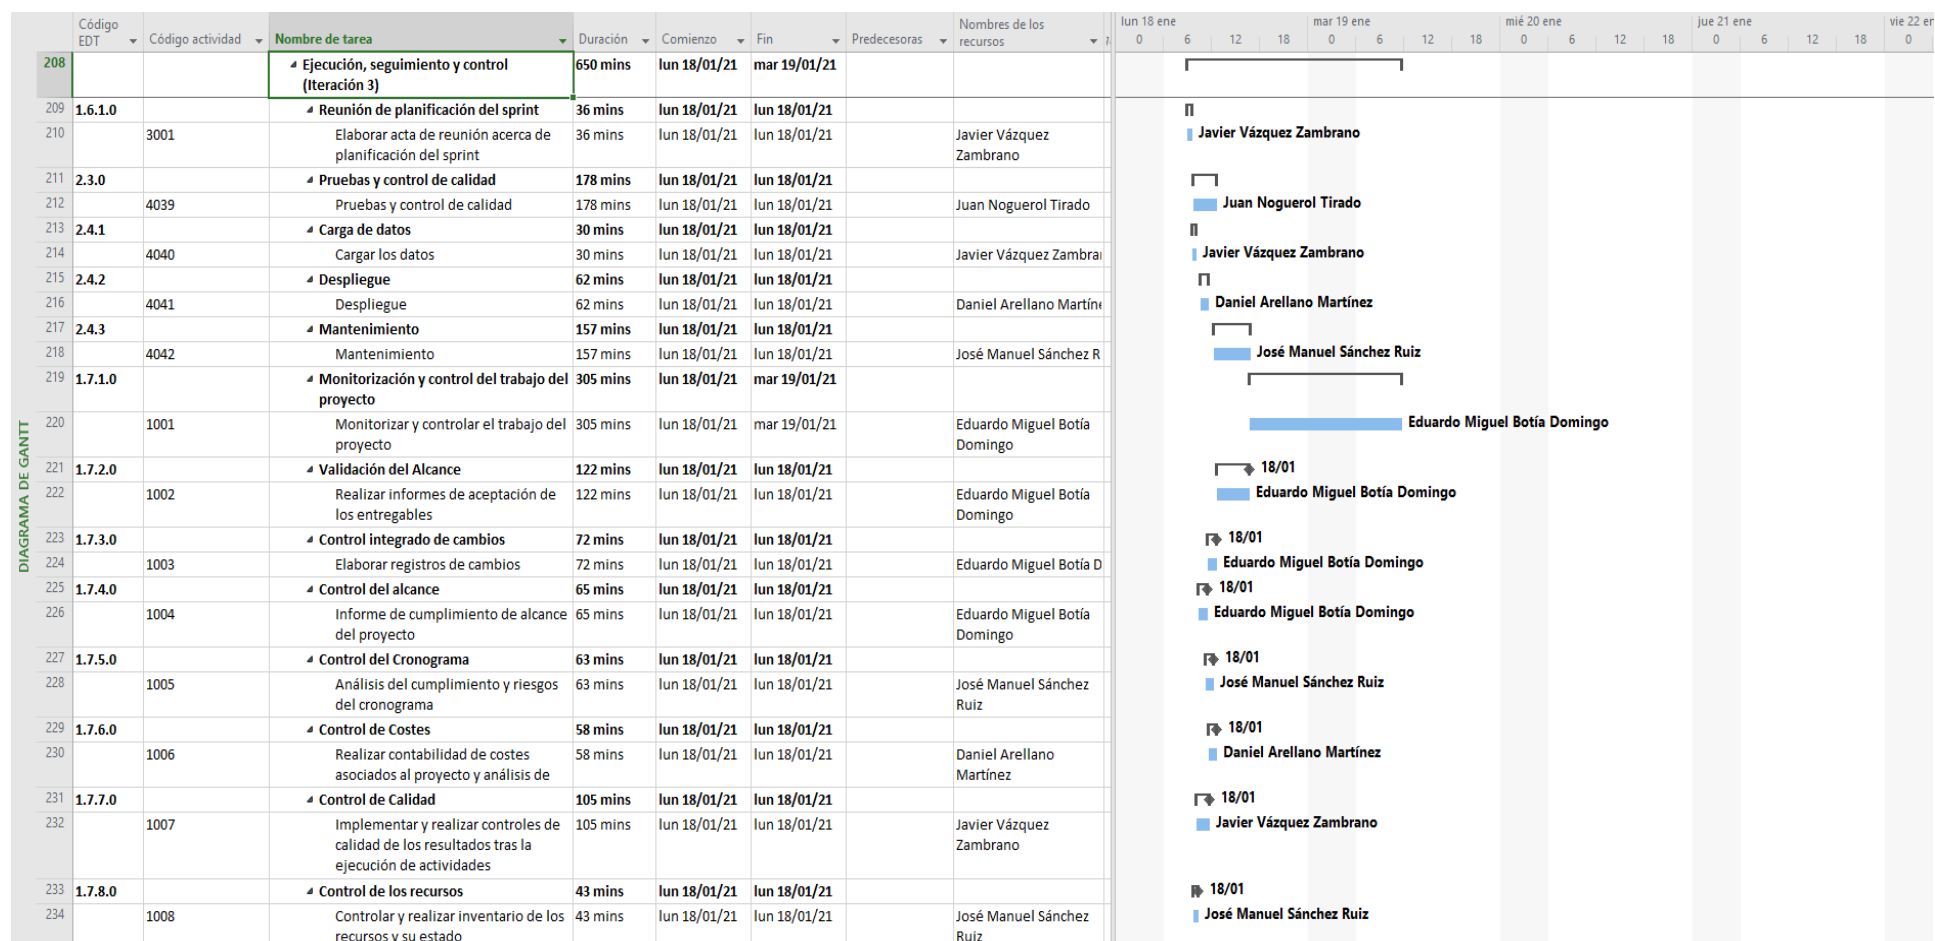 Código EDT Código actividad Nombre de tarea Duración Comienzo Fin Predecesoras Nombres de los recursos
lun 18 ene mar 19 ene mié 20 ene jue 21 ene vie 22 en
0 6 12 18 0 6 12 18 0 6 12 18 0 6 12 18 0
DIAGRAMA DE GANTT
208 Ejecución, seguimiento y control 650 mins lun 18/01/21 mar 19/01/21
(Iteración 3)
209 1.6.1.0 Reunión de planificación del sprint 36 mins lun 18/01/21 lun 18/01/21
210 3001 Elaborar acta de reunión acerca de 36 mins lun 18/01/21 lun 18/01/21 Javier Vázquez Javier Vázquez Zambrano
planificación del sprint Zambrano
211 2.3.0 Pruebas y control de calidad 178 mins lun 18/01/21 lun 18/01/21
212 4039 Pruebas y control de calidad 178 mins lun 18/01/21 lun 18/01/21 Juan Noguerol Tirado Juan Noguerol Tirado
213 2.4.1 Carga de datos 30 mins lun 18/01/21 lun 18/01/21
214 4040 Cargar los datos 30 mins lun 18/01/21 lun 18/01/21 Javier Vázquez Zambra Javier Vázquez Zambrano
215 2.4.2 Despliegue 62 mins lun 18/01/21 lun 18/01/21
216 4041 Despliegue 62 mins lun 18/01/21 lun 18/01/21 Daniel Arellano Martín Daniel Arellano Martínez
217 2.4.3 Mantenimiento 157 mins lun 18/01/21 lun 18/01/21
218 4042 Mantenimiento 157 mins lun 18/01/21 lun 18/01/21 José Manuel Sánchez R José Manuel Sánchez Ruiz
219 1.7.1.0 Monitorización y control del trabajo del 305 mins lun 18/01/21 mar 19/01/21
proyecto
220 1001 Monitorizar y controlar el trabajo del 305 mins lun 18/01/21 mar 19/01/21 Eduardo Miguel Botía Eduardo Miguel Botía Domingo
proyecto Domingo
221 1.7.2.0 Validación del Alcance 122 mins lun 18/01/21 lun 18/01/21 18/01
222 1002 Realizar informes de aceptación de 122 mins lun 18/01/21 lun 18/01/21 Eduardo Miguel Botía Eduardo Miguel Botía Domingo
los entregables Domingo
223 1.7.3.0 Control integrado de cambios 72 mins lun 18/01/21 lun 18/01/21 18/01
224 1003 Elaborar registros de cambios 72 mins lun 18/01/21 lun 18/01/21 Eduardo Miguel Botía D Eduardo Miguel Botía Domingo
225 1.7.4.0 Control del alcance 65 mins lun 18/01/21 lun 18/01/21 18/01
226 1004 Informe de cumplimiento de alcance 65 mins lun 18/01/21 lun 18/01/21 Eduardo Miguel Botía Eduardo Miguel Botía Domingo
del proyecto Domingo
227 1.7.5.0 Control del Cronograma 63 mins lun 18/01/21 lun 18/01/21 18/01
228 1005 Análisis del cumplimiento y riesgos 63 mins lun 18/01/21 lun 18/01/21 José Manuel Sánchez José Manuel Sánchez Ruiz
del cronograma Ruiz
229 1.7.6.0 Control de Costes 58 mins lun 18/01/21 lun 18/01/21 18/01
230 1006 Realizar contabilidad de costes 58 mins lun 18/01/21 lun 18/01/21 Daniel Arellano Daniel Arellano Martínez
asociados al proyecto y análisis de Martínez
231 1.7.7.0 Control de Calidad 105 mins lun 18/01/21 lun 18/01/21 18/01
232 1007 Implementar y realizar controles de 105 mins lun 18/01/21 lun 18/01/21 Javier Vázquez Javier Vázquez Zambrano
calidad de los resultados tras la Zambrano
ejecución de actividades
233 1.7.8.0 Control de los recursos 43 mins lun 18/01/21 lun 18/01/21 18/01
234 1008 Controlar y realizar inventario de los 43 mins lun 18/01/21 lun 18/01/21 José Manuel Sánchez José Manuel Sánchez Ruiz
recursos y su estado Ruiz